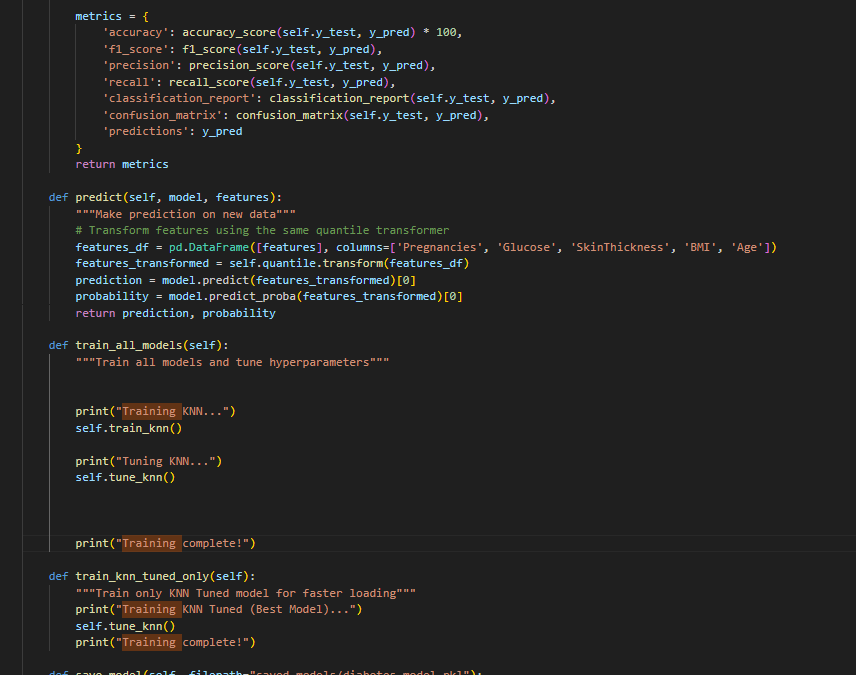 metrics = {
'accuracy': accuracy_score(self.y_test, y_pred) * 100,
'f1_score': f1_score(self.y_test, y_pred),
'precision': precision_score(self.y_test, y_pred),
'recall': recall_score(self.y_test, y_pred),
'classification_report': classification_report(self.y_test, y_pred),
'confusion_matrix': confusion_matrix(self.y_test, y_pred),
'predictions': y_pred
}
return metrics
def predict(self, model, features):
"""Make prediction on new data"""
# Transform features using the same quantile transformer
features_df = pd.DataFrame([features], columns=['Pregnancies', 'Glucose', 'SkinThickness', 'BMI', 'Age'])
features_transformed = self.quantile.transform(features_df)
prediction = model.predict(features_transformed)[0]
probability = model.predict_proba(features_transformed)[0]
return prediction, probability
def train_all_models(self):
"""Train all models and tune hyperparameters"""
print("Training KNN...")
self.train_knn()
print("Tuning KNN...")
self.tune_knn()
print("Training complete!")
def train_knn_tuned_only(self):
"""Train only KNN Tuned model for faster loading"""
print("Training KNN Tuned (Best Model)...")
self.tune_knn()
print("Training complete!")
def save_model(self, filepath="saved_models/diabetes_model.pkl"):